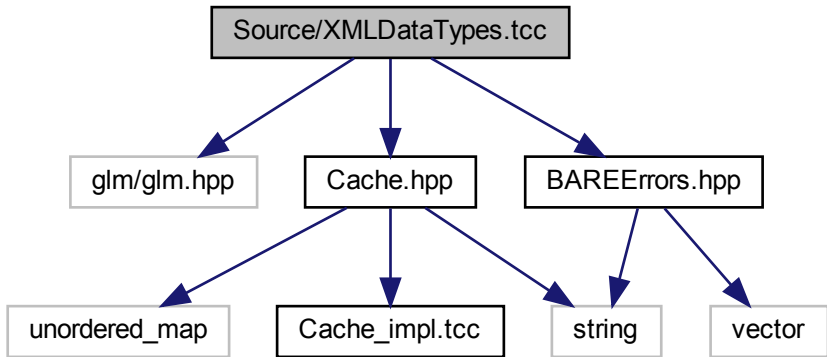 Source/XMLDataTypes.tcc
glm/glm.hpp
Cache.hpp
BAREErrors.hpp
unordered_map
Cache_impl.tcc
string
vector